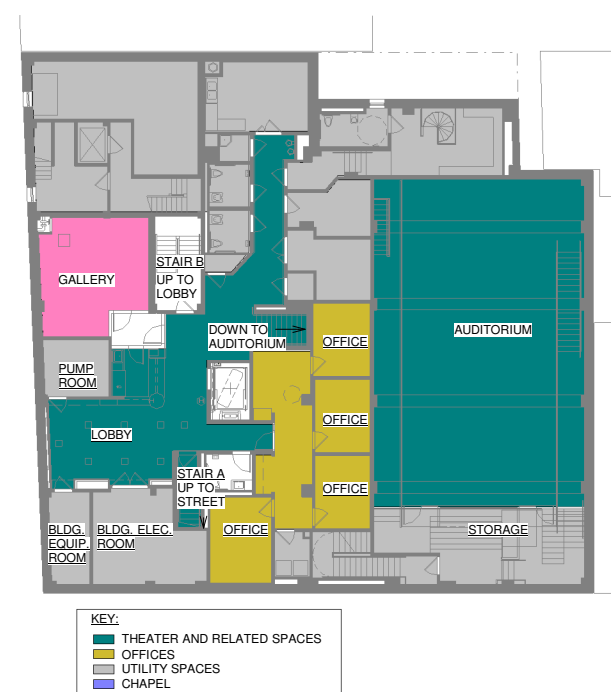 STAIR B
UP TO
LOBBY
GALLERY
DOWN TO
AUDITORIUM
OFFICE
AUDITORIUM
PUMP
ROOM
OFFICE
LOBBY
STAIR A
UP TO
STREET
OFFICE
BLDG.
EQUIP.
ROOM
BLDG. ELEC.
ROOM
OFFICE
STORAGE
KEY:
THEATER AND RELATED SPACES
OFFICES
UTILITY SPACES
CHAPEL